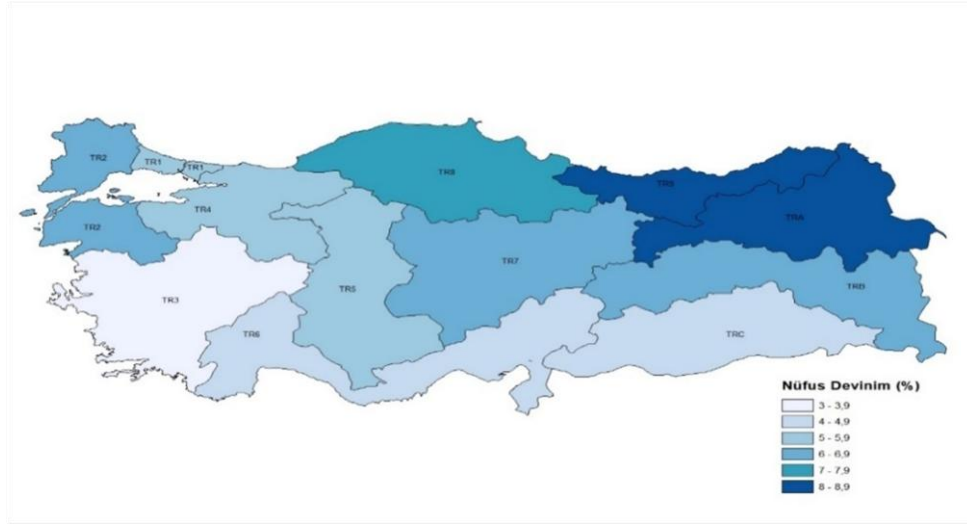 TR2
TR1
TR1
TR8
TR9
TR4
TRA
TR2
TR7
TRB
TR5
TR3
TR6
TRC
Nüfus Devinim (%)
3 - 3,9
4 - 4,9
5 - 5,9
6 - 6,9
7 - 7,9
8 - 8,9